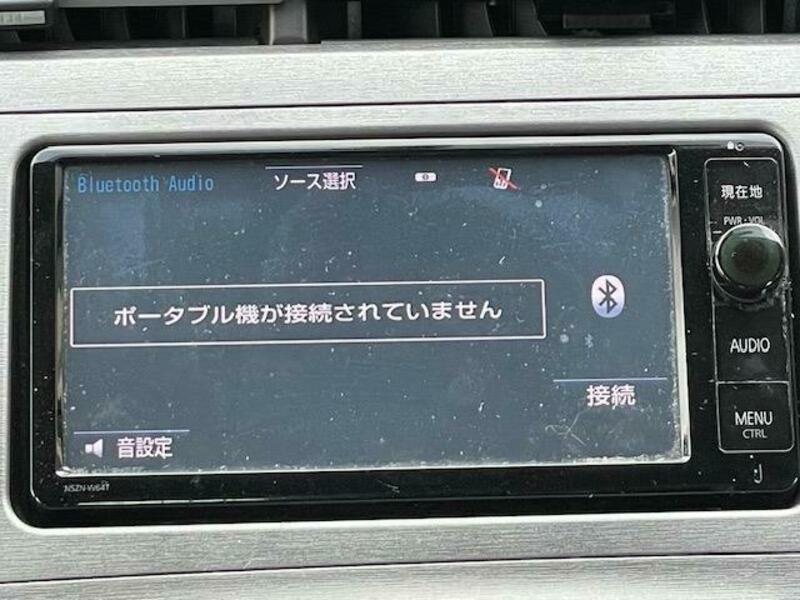 Bluetooth Audio
ソース選択
現在地
PWR・VOL
ポータブル機が接続されていません
AUDIO
接続
MENU
CTRL
音設定
NSZN-W64T